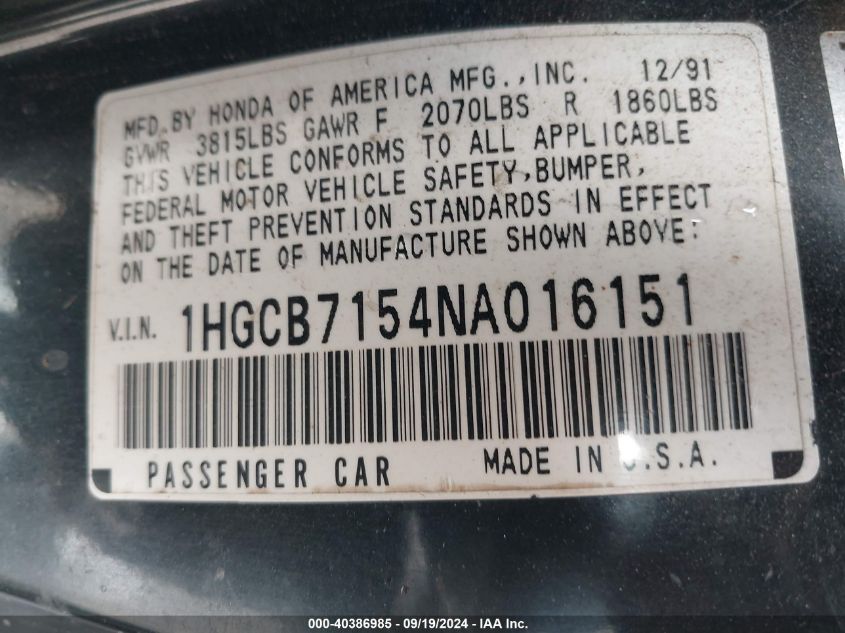 MFD. BY HONDA OF AMERICA MFG., INC. 12/91
GVWR 3815LBS GAWR F 2070LBS R 1860LBS
THIS VEHICLE CONFORMS TO ALL APPLICABLE
FEDERAL MOTOR VEHICLE SAFETY, BUMPER,
AND THEFT PREVENTION STANDARDS IN EFFECT
ON THE DATE OF MANUFACTURE SHOWN ABOVE:
V.I.N. 1HGCB7154NA016151
PASSENGER CAR MADE IN U.S.A.
000-40386985 - 09/19/2024 - IAA Inc.